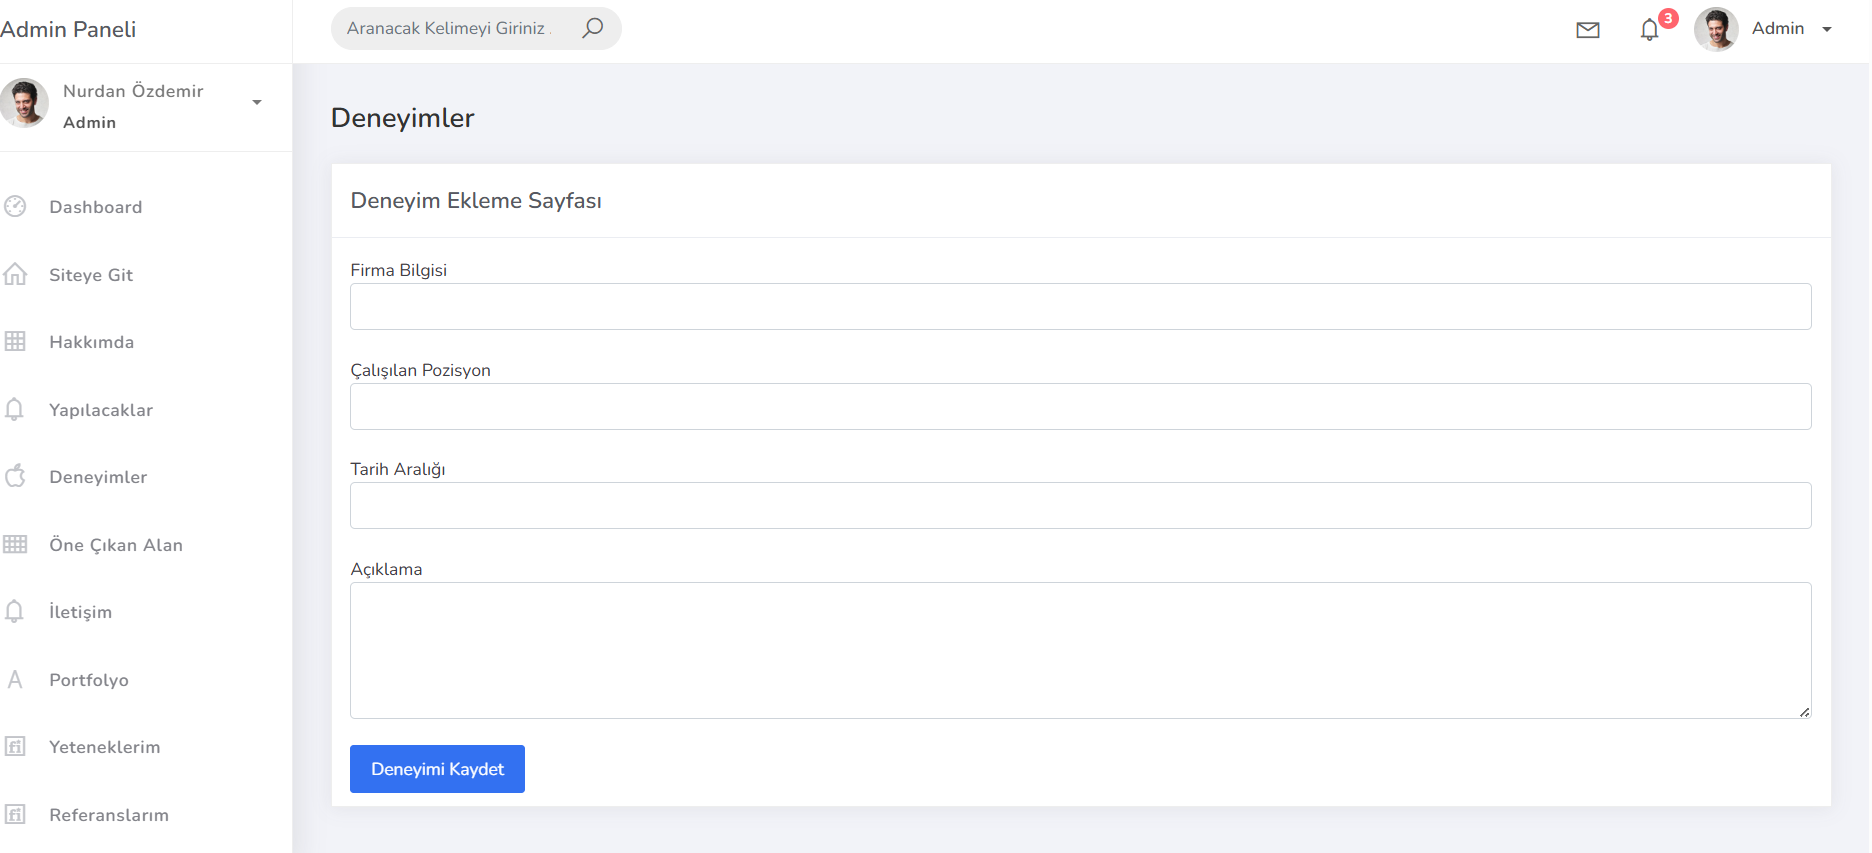 Admin Paneli
Aranacak Kelimeyi Giriniz .
3
Admin
Nurdan Özdemir
Admin
Dashboard
Siteye Git
Hakkımda
Yapılacaklar
Deneyimler
Öne Çıkan Alan
İletişim
Portfolyo
Yeteneklerim
Referanslarım
Deneyimler
Deneyim Ekleme Sayfası
Firma Bilgisi
Çalışılan Pozisyon
Tarih Aralığı
Açıklama
Deneyimi Kaydet